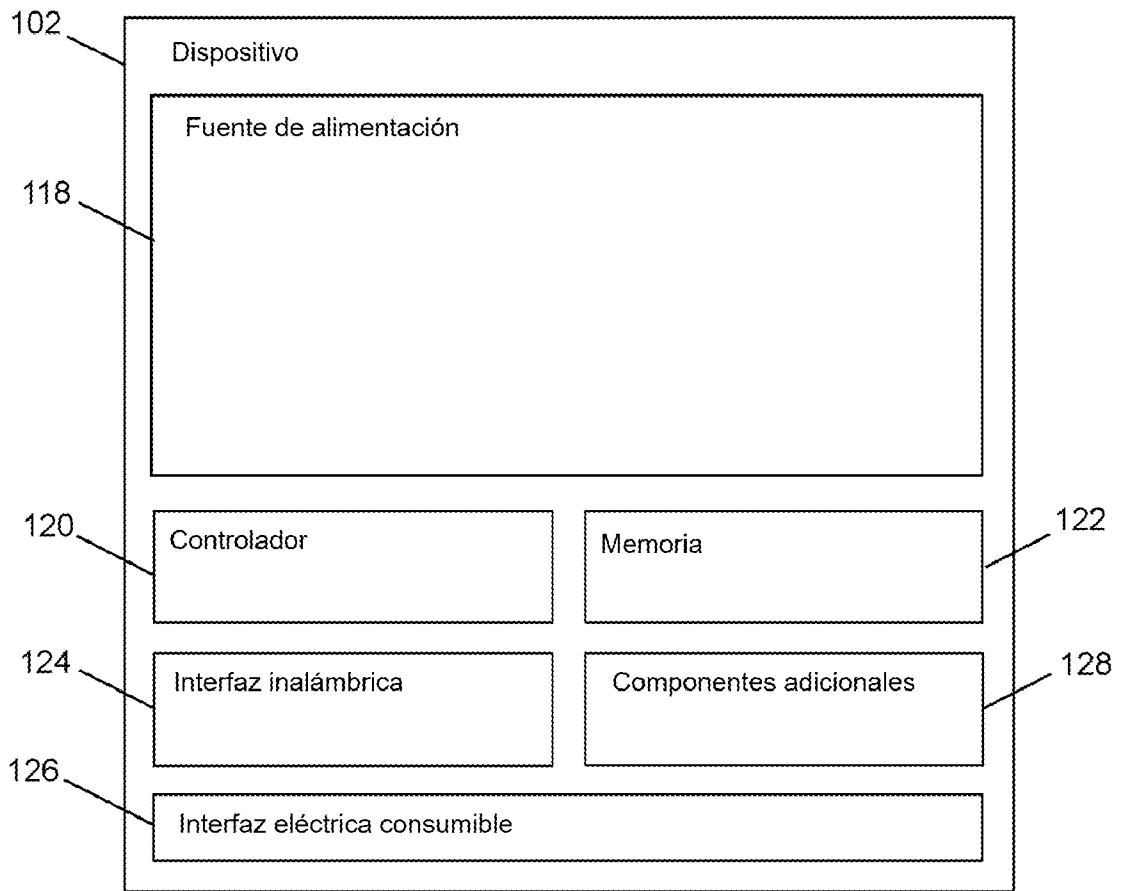 102
Dispositivo
Fuente de alimentación
118
120
Controlador
Memoria
122
124
Interfaz inalámbrica
Componentes adicionales
128
126
Interfaz eléctrica consumible